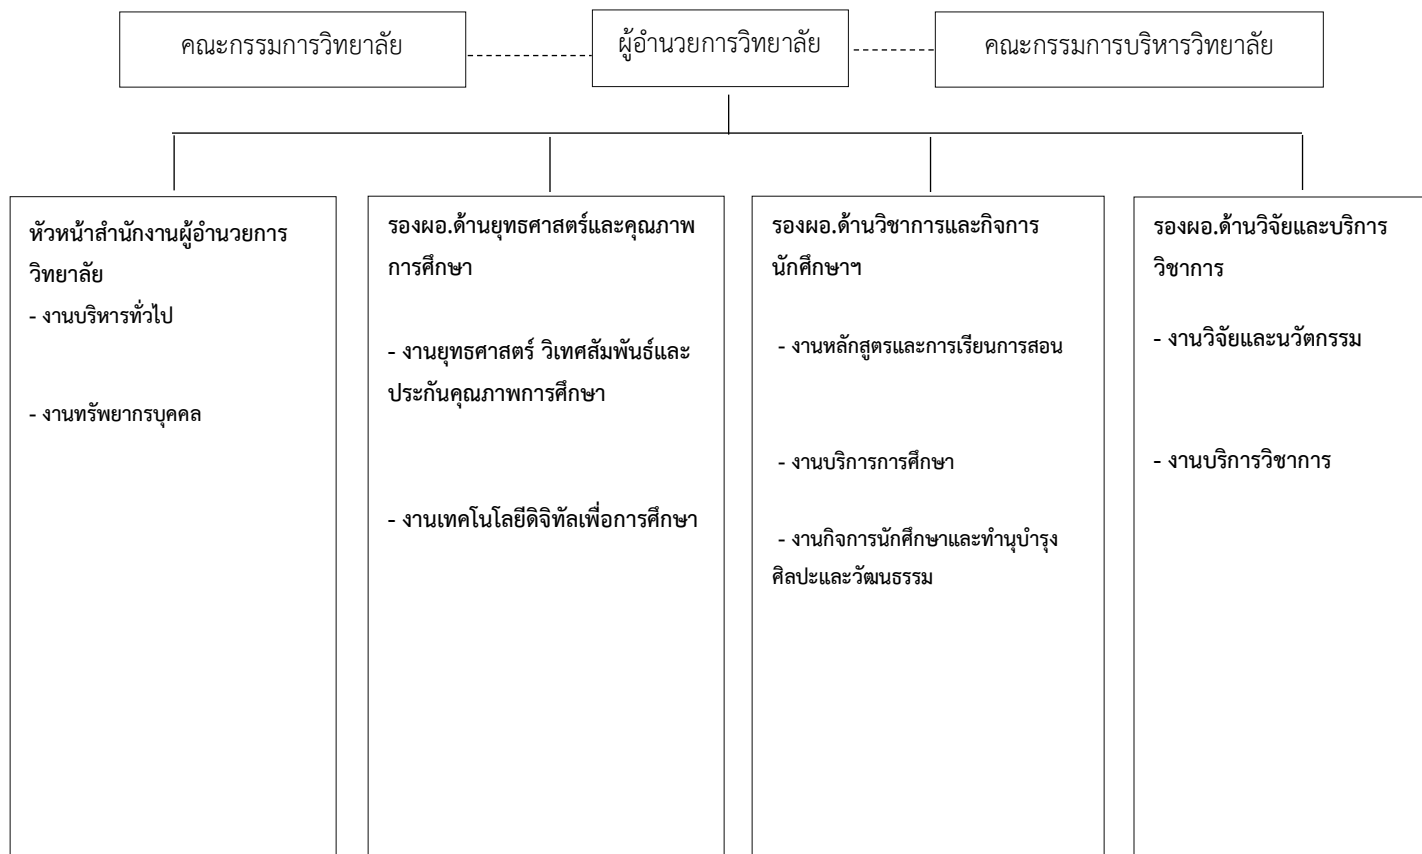 คณะกรรมการวิทยาลัย
ผู้อำนวยการวิทยาลัย
คณะกรรมการบริหารวิทยาลัย
หัวหน้าสำนักงานผู้อำนวยการ
วิทยาลัย
- งานบริหารทั่วไป
- งานทรัพยากรบุคคล
รองผอ.ด้านยุทธศาสตร์และคุณภาพ
การศึกษา
- งานยุทธศาสตร์ วิเทศสัมพันธ์และ
ประกันคุณภาพการศึกษา
- งานเทคโนโลยีดิจิทัลเพื่อการศึกษา
รองผอ.ด้านวิชาการและกิจการ
นักศึกษาฯ
- งานหลักสูตรและการเรียนการสอน
- งานบริการการศึกษา
- งานกิจการนักศึกษาและทำนุบำรุง
ศิลปะและวัฒนธรรม
รองผอ.ด้านวิจัยและบริการ
วิชาการ
- งานวิจัยและนวัตกรรม
- งานบริการวิชาการ